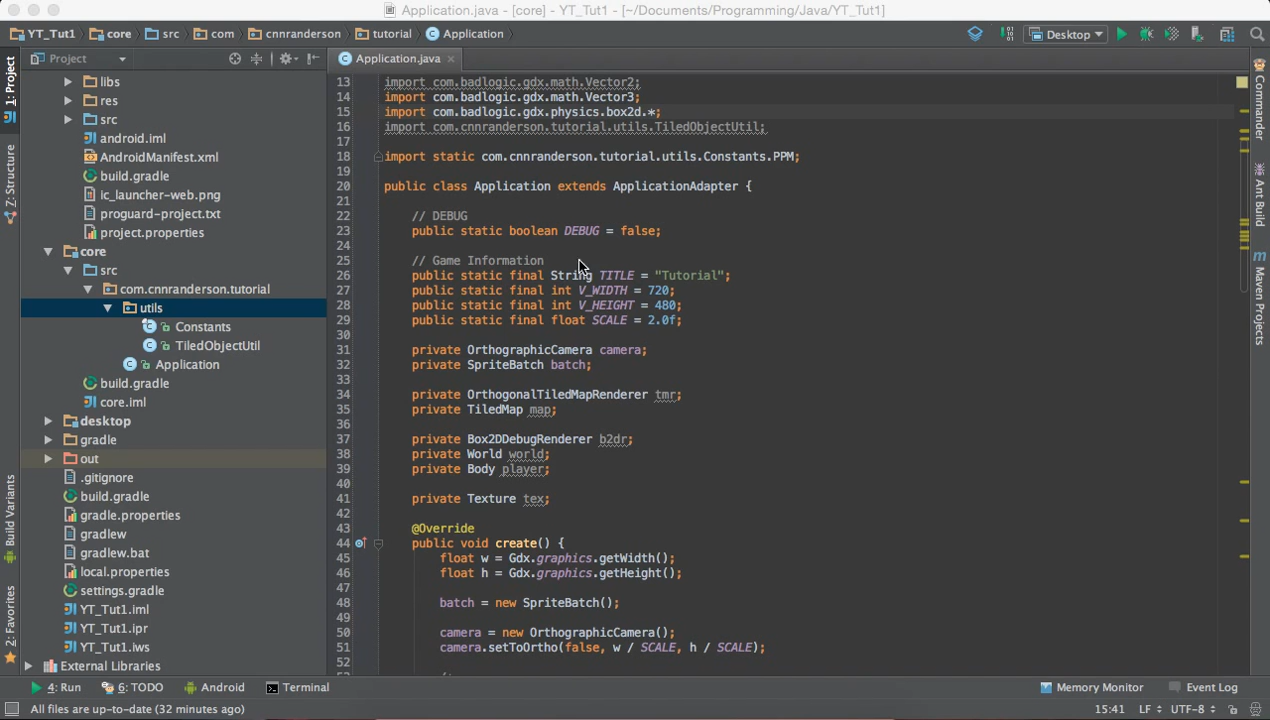 Application.java - [core] - YT_Tut1 - [~/Documents/Programming/Java/YT_Tut1]
YT_Tut1 core src com cnnranderson tutorial Application Desktop
Project Application.java
1: Project
Z: Structure
Build Variants
2: Favorites
libs
res
src
android.iml
AndroidManifest.xml
build.gradle
ic_launcher-web.png
proguard-project.txt
project.properties
core
src
com.cnnranderson.tutorial
utils
Constants
TiledObjectUtil
Application
build.gradle
core.iml
desktop
gradle
out
.gitignore
build.gradle
gradle.properties
gradlew
gradlew.bat
local.properties
settings.gradle
YT_Tut1.iml
YT_Tut1.ipr
YT_Tut1.iws
External Libraries
13 import com.badlogic.gdx.math.Vector2;
14 import com.badlogic.gdx.math.Vector3;
15 import com.badlogic.gdx.physics.box2d.*;
16 import com.cnnranderson.tutorial.utils.TiledObjectUtil;
17
18 import static com.cnnranderson.tutorial.utils.Constants.PPM;
19
20 public class Application extends ApplicationAdapter {
21
22 // DEBUG
23 public static boolean DEBUG = false;
24
25 // Game Information
26 public static final String TITLE = "Tutorial";
27 public static final int V_WIDTH = 720;
28 public static final int V_HEIGHT = 480;
29 public static final float SCALE = 2.0f;
30
31 private OrthographicCamera camera;
32 private SpriteBatch batch;
33
34 private OrthogonalTiledMapRenderer tmr;
35 private TiledMap map;
36
37 private Box2DDebugRenderer b2dr;
38 private World world;
39 private Body player;
40
41 private Texture tex;
42
43 @Override
44 public void create() {
45 float w = Gdx.graphics.getWidth();
46 float h = Gdx.graphics.getHeight();
47
48 batch = new SpriteBatch();
49
50 camera = new OrthographicCamera();
51 camera.setToOrtho(false, w / SCALE, h / SCALE);
52
Commander
Ant Build
Maven Projects
4: Run 6: TODO Android Terminal Memory Monitor Event Log
All files are up-to-date (32 minutes ago) 15:41 LF UTF-8